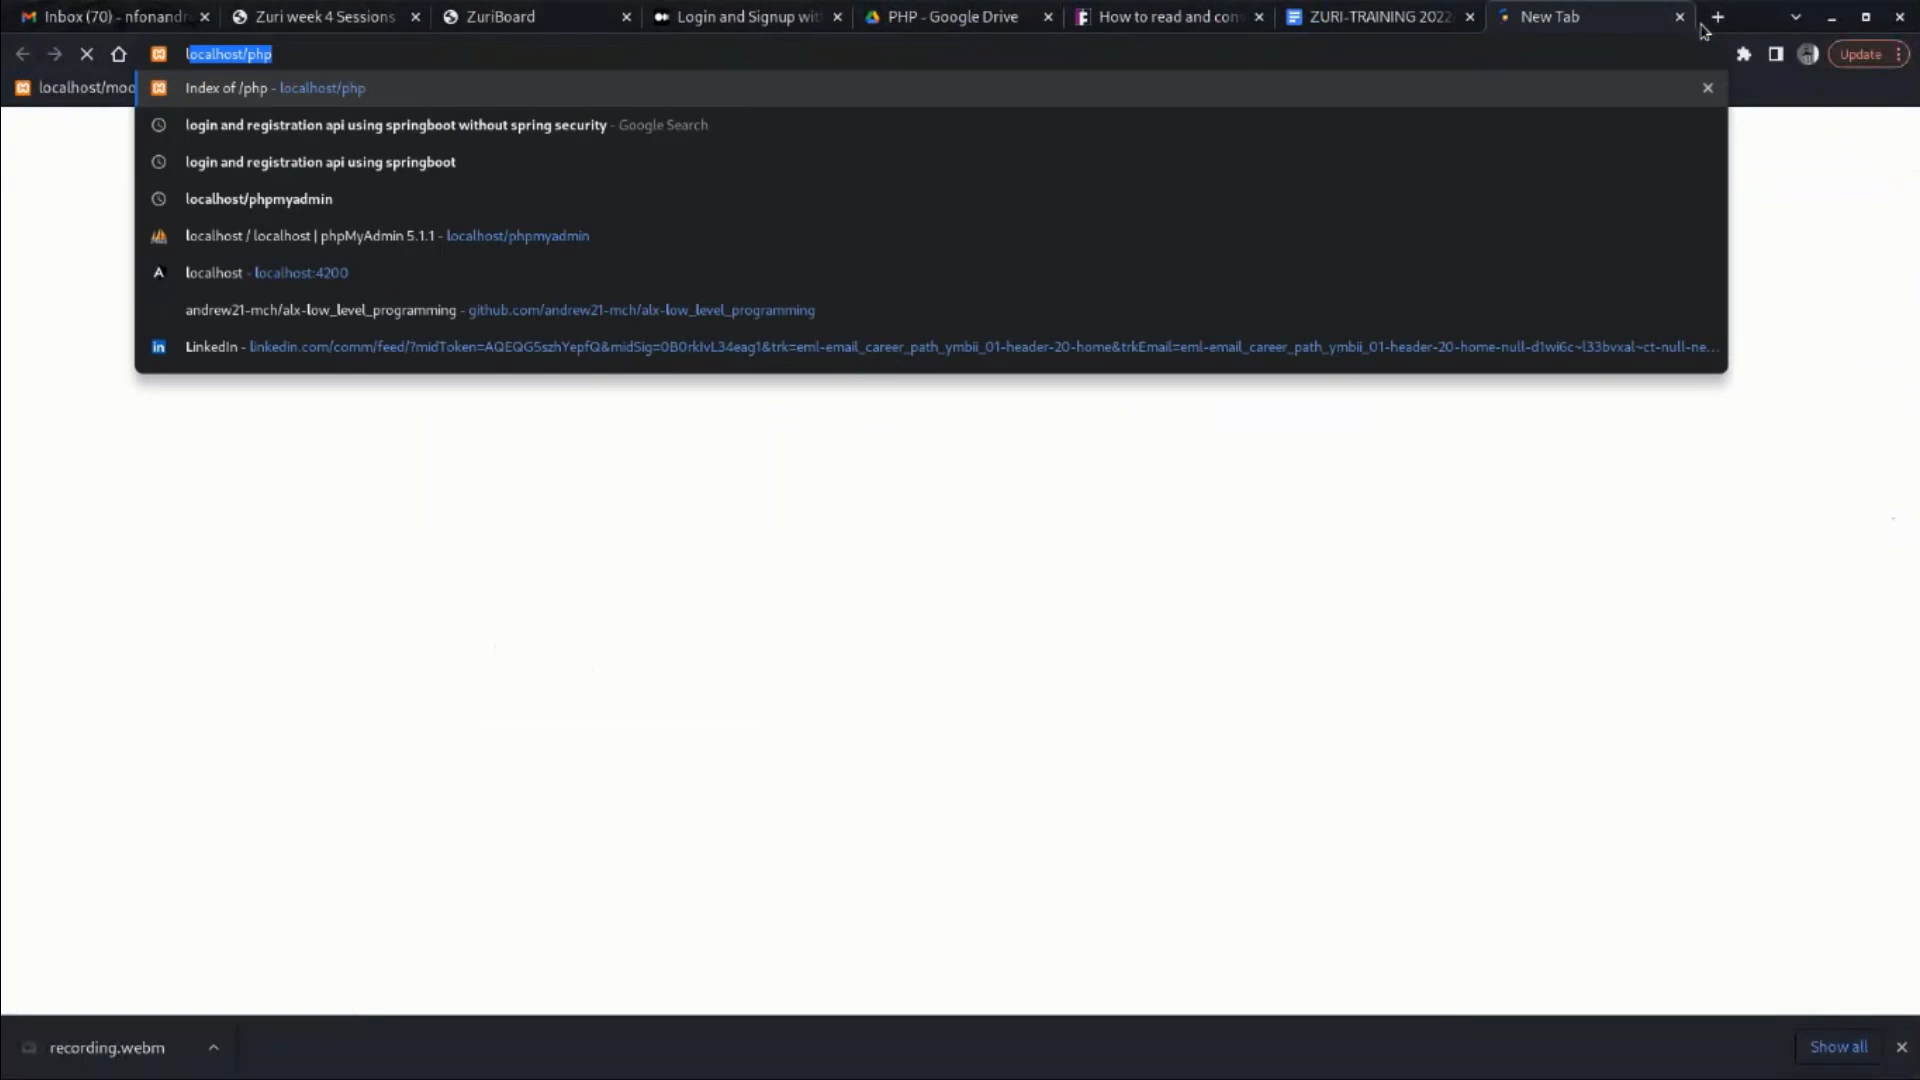 Inbox (70) - nfonandr
Zuri week 4 Sessions
ZuriBoard
Login and Signup wit
PHP - Google Drive
How to read and con
ZURI-TRAINING 2022
New Tab
localhost/php
Update
localhost/moo
Index of /php - localhost/php
login and registration api using springboot without spring security - Google Search
login and registration api using springboot
localhost/phpmyadmin
localhost / localhost | phpMyAdmin 5.1.1 - localhost/phpmyadmin
localhost - localhost:4200
andrew21-mch/alx-low_level_programming - github.com/andrew21-mch/alx-low_level_programming
LinkedIn - linkedin.com/comm/feed/?midToken=AQEQG5szhYepfQ&midSig=0B0rkIvL34eag1&trk=eml-email_career_path_ymbii_01-header-20-home&trkEmail=eml-email_career_path_ymbii_01-header-20-home-null-d1wi6c~l33bvxal~ct-null-ne...
recording.webm
Show all